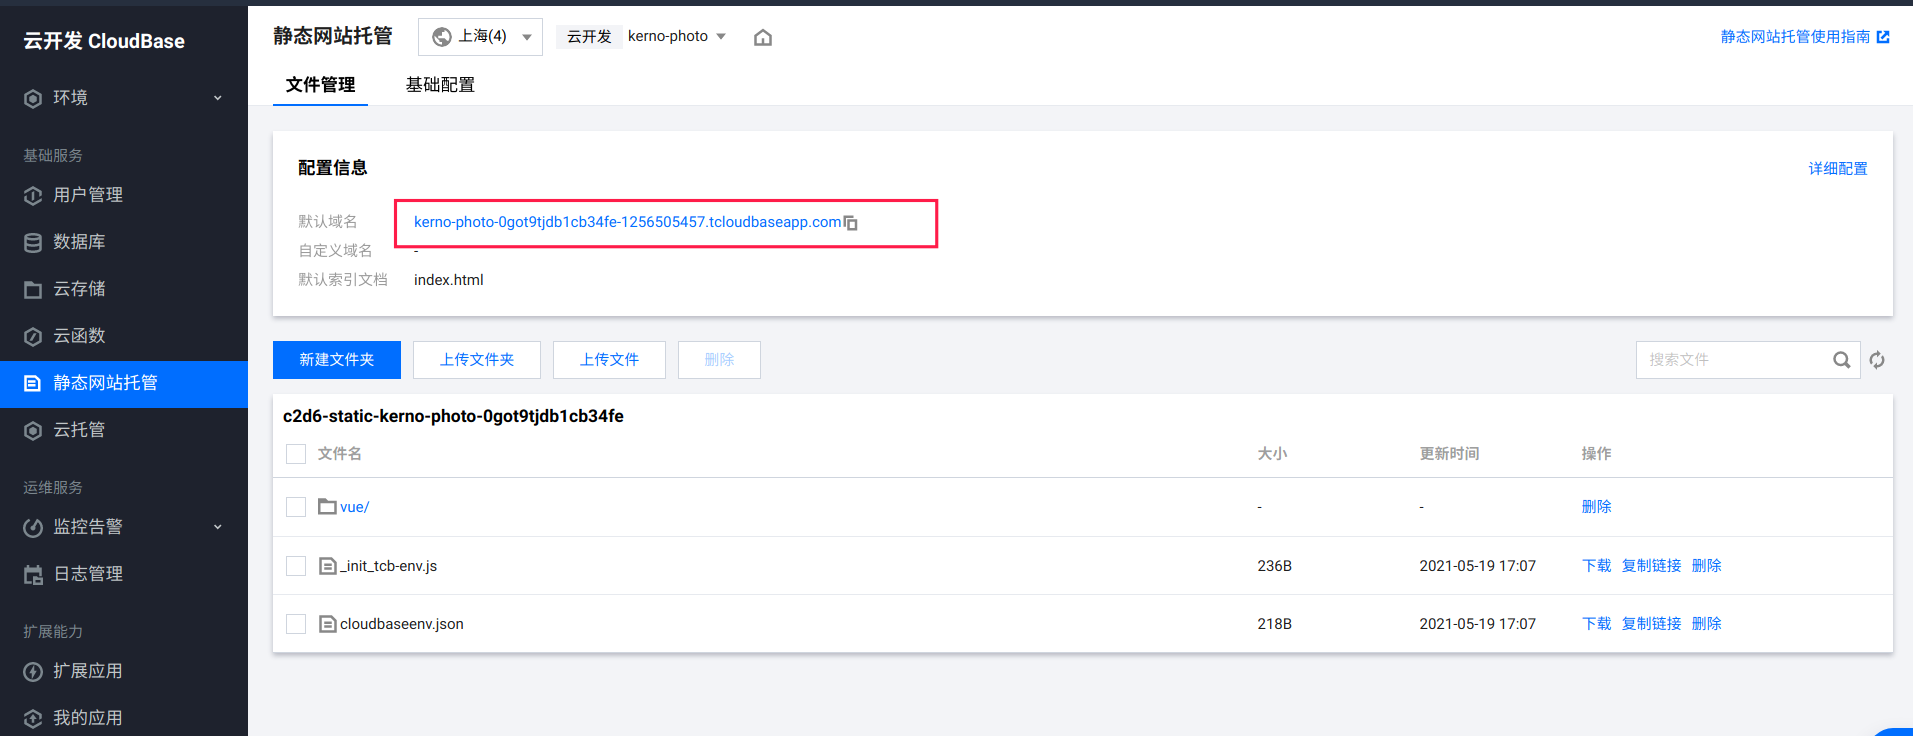 云开发 CloudBase
环境
基础服务
用户管理
数据库
云存储
云函数
静态网站托管
云托管
运维服务
监控告警
日志管理
扩展能力
扩展应用
我的应用
静态网站托管 上海(4) 云开发 kerno-photo 静态网站托管使用指南
文件管理 基础配置
配置信息 详细配置
默认域名 kerno-photo-0got9tjdb1cb34fe-1256505457.tcloudbaseapp.com
自定义域名 -
默认索引文档 index.html
新建文件夹 上传文件夹 上传文件 删除 搜索文件
c2d6-static-kerno-photo-0got9tjdb1cb34fe
文件名 大小 更新时间 操作
vue/ - - 删除
_init_tcb-env.js 236B 2021-05-19 17:07 下载 复制链接 删除
cloudbaseenv.json 218B 2021-05-19 17:07 下载 复制链接 删除